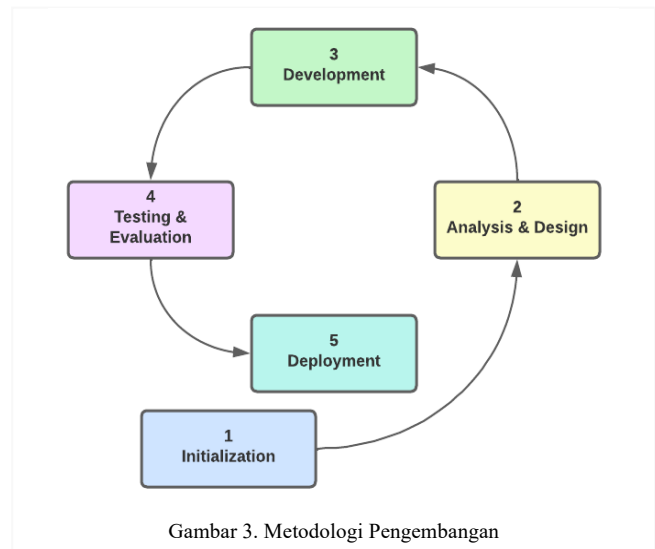 3
Development
4
Testing &
Evaluation
2
Analysis & Design
5
Deployment
1
Initialization
Gambar 3. Metodologi Pengembangan